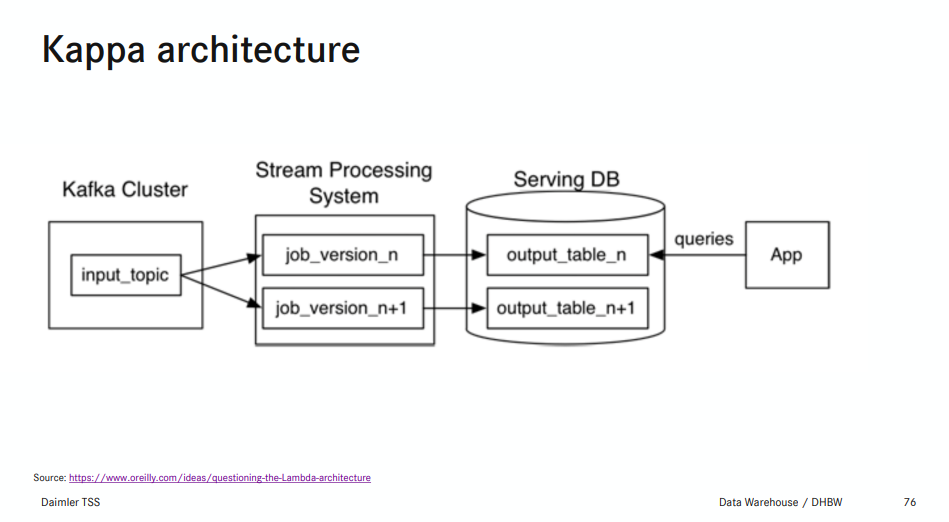 Kappa architecture
Kafka Cluster
Stream Processing
System
Serving DB
input_topic
job_version_n
job_version_n+1
output_table_n
output_table_n+1
queries
App
Source: https://www.oreilly.com/ideas/questioning-the-Lambda-architecture
Daimler TSS
Data Warehouse / DHBW
76